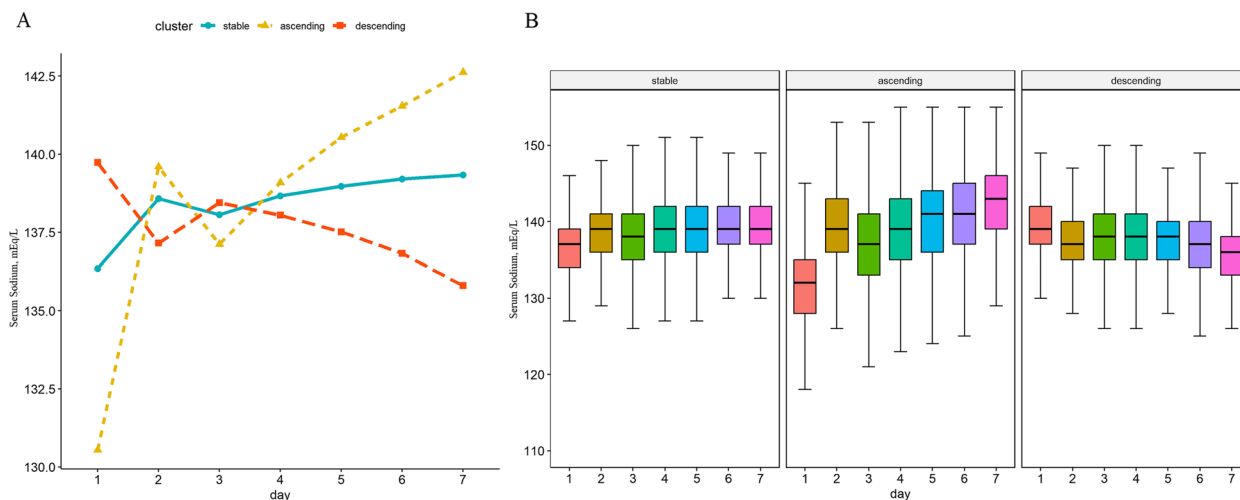 A
cluster stable ascending descending
142.5
140.0
137.5
135.0
132.5
130.0
Serum Sodium, mEq/L
1 2 3 4 5 6 7
day
B
stable ascending descending
150
140
130
120
110
Serum Sodium, mEq/L
1 2 3 4 5 6 7 1 2 3 4 5 6 7 1 2 3 4 5 6 7
day